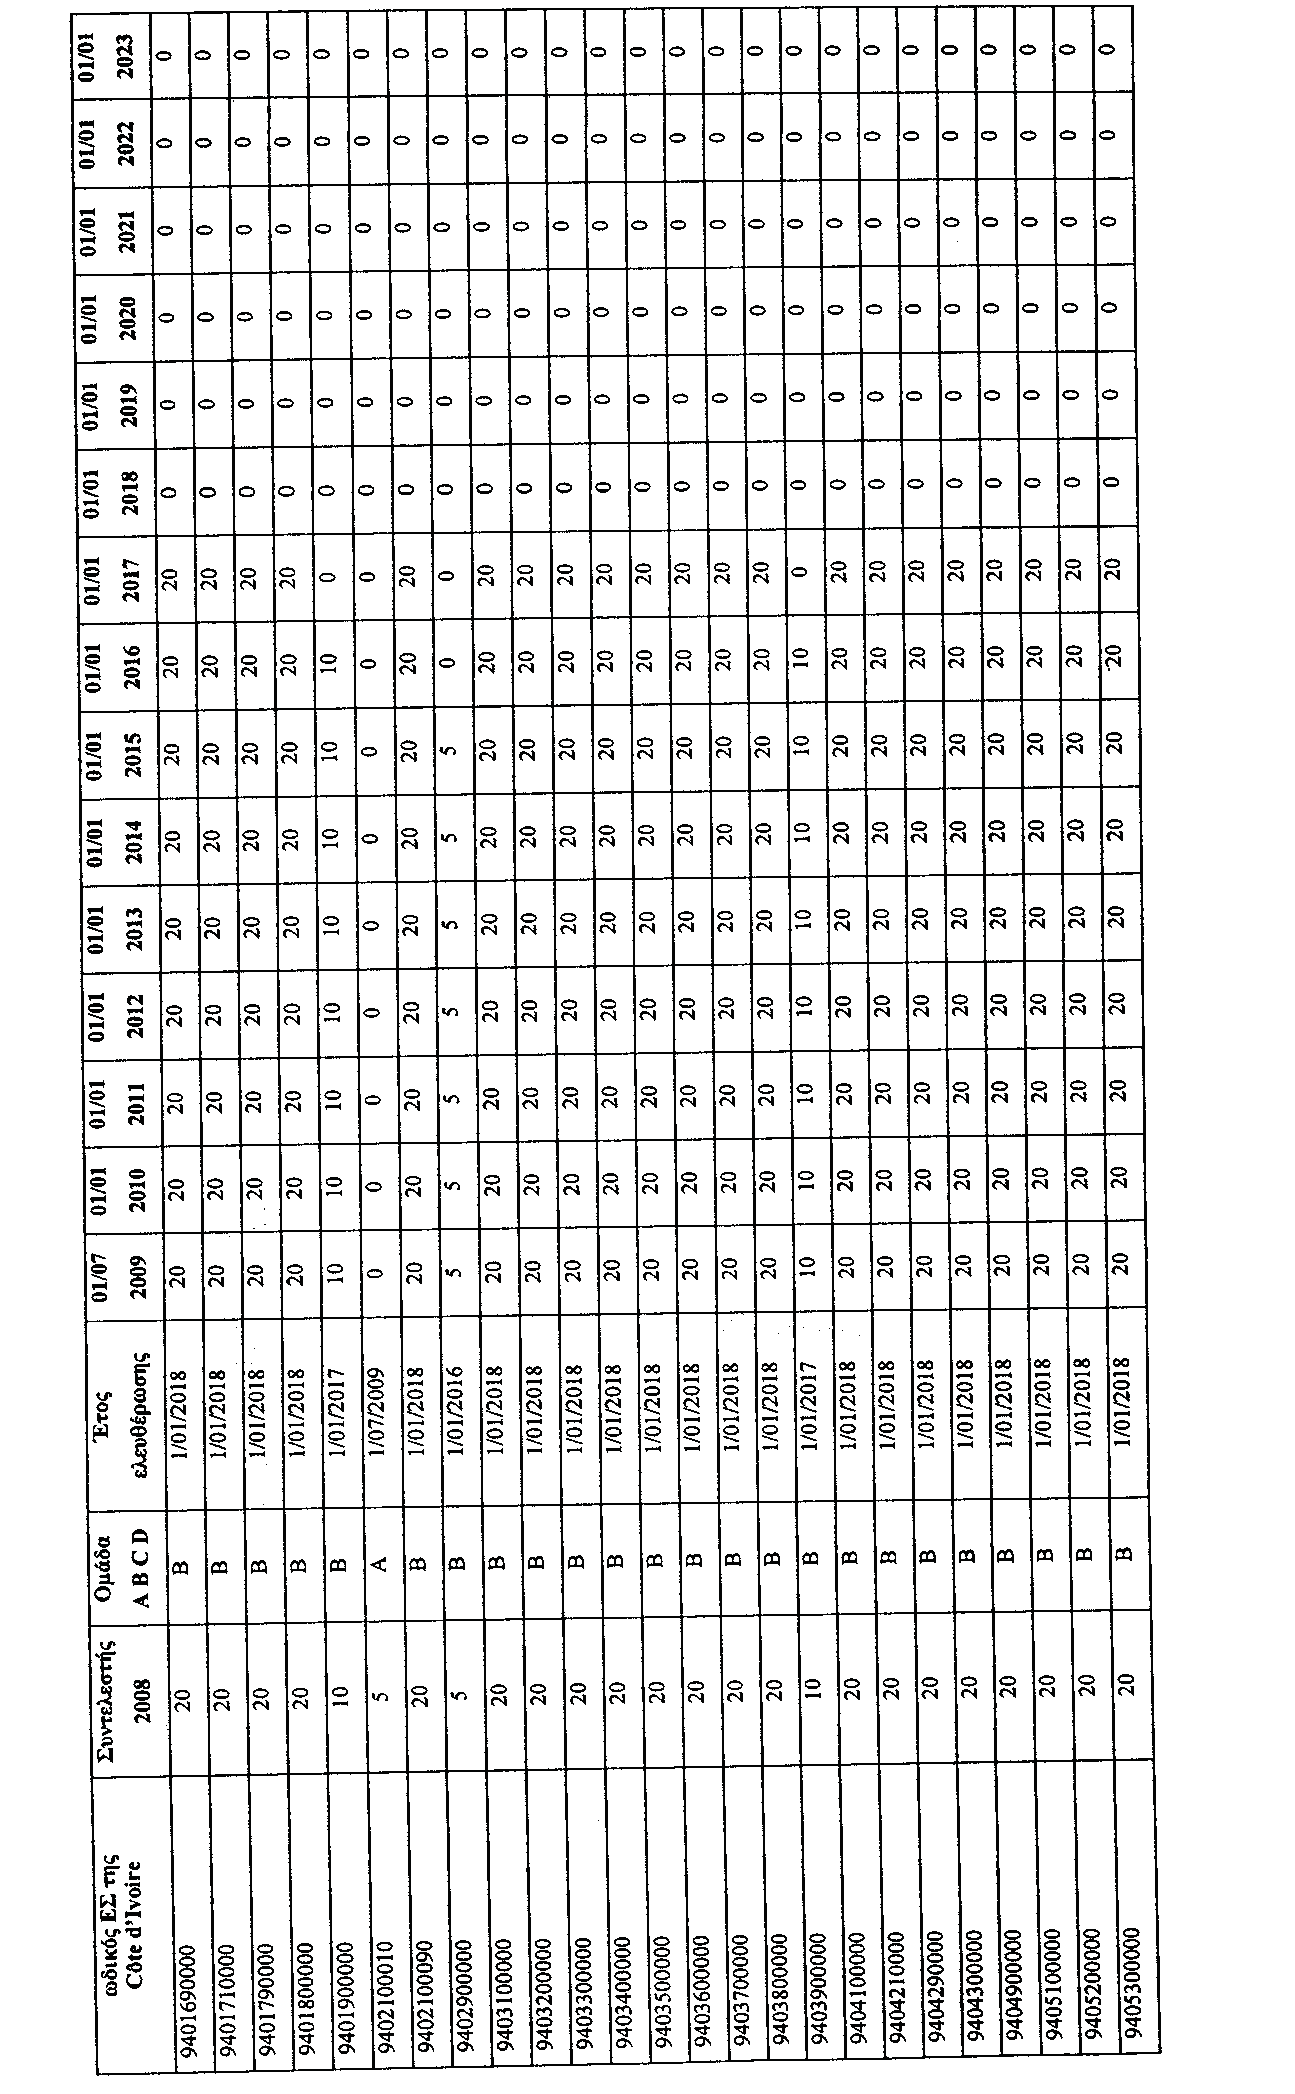 ωδικός ΕΣ της Côte d'Ivoire Συντελεστής 2008 Ομάδα A B C D Έτος ελευθέρωσης 01/07 2009 01/01 2010 01/01 2011 01/01 2012 01/01 2013 01/01 2014 01/01 2015 01/01 2016 01/01 2017 01/01 2018 01/01 2019 01/01 2020 01/01 2021 01/01 2022 01/01 2023
9401690000 20 B 1/01/2018 20 20 20 20 20 20 20 20 20 0 0 0 0 0 0
9401710000 20 B 1/01/2018 20 20 20 20 20 20 20 20 20 0 0 0 0 0 0
9401790000 20 B 1/01/2018 20 20 20 20 20 20 20 20 20 0 0 0 0 0 0
9401800000 20 B 1/01/2018 20 20 20 20 20 20 20 20 20 0 0 0 0 0 0
9401900000 10 B 1/01/2017 10 10 10 10 10 10 10 10 0 0 0 0 0 0 0
9402100010 5 A 1/07/2009 0 0 0 0 0 0 0 0 0 0 0 0 0 0 0
9402100090 20 B 1/01/2018 20 20 20 20 20 20 20 20 20 0 0 0 0 0 0
9402900000 5 B 1/01/2016 5 5 5 5 5 5 5 0 0 0 0 0 0 0 0
9403100000 20 B 1/01/2018 20 20 20 20 20 20 20 20 20 0 0 0 0 0 0
9403200000 20 B 1/01/2018 20 20 20 20 20 20 20 20 20 0 0 0 0 0 0
9403300000 20 B 1/01/2018 20 20 20 20 20 20 20 20 20 0 0 0 0 0 0
9403400000 20 B 1/01/2018 20 20 20 20 20 20 20 20 20 0 0 0 0 0 0
9403500000 20 B 1/01/2018 20 20 20 20 20 20 20 20 20 0 0 0 0 0 0
9403600000 20 B 1/01/2018 20 20 20 20 20 20 20 20 20 0 0 0 0 0 0
9403700000 20 B 1/01/2018 20 20 20 20 20 20 20 20 20 0 0 0 0 0 0
9403800000 20 B 1/01/2018 20 20 20 20 20 20 20 20 20 0 0 0 0 0 0
9403900000 10 B 1/01/2017 10 10 10 10 10 10 10 10 0 0 0 0 0 0 0
9404100000 20 B 1/01/2018 20 20 20 20 20 20 20 20 20 0 0 0 0 0 0
9404210000 20 B 1/01/2018 20 20 20 20 20 20 20 20 20 0 0 0 0 0 0
9404290000 20 B 1/01/2018 20 20 20 20 20 20 20 20 20 0 0 0 0 0 0
9404300000 20 B 1/01/2018 20 20 20 20 20 20 20 20 20 0 0 0 0 0 0
9404900000 20 B 1/01/2018 20 20 20 20 20 20 20 20 20 0 0 0 0 0 0
9405100000 20 B 1/01/2018 20 20 20 20 20 20 20 20 20 0 0 0 0 0 0
9405200000 20 B 1/01/2018 20 20 20 20 20 20 20 20 20 0 0 0 0 0 0
9405300000 20 B 1/01/2018 20 20 20 20 20 20 20 20 20 0 0 0 0 0 0